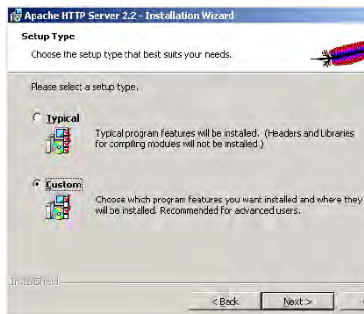 Apache HTTP Server 2.2 - Installation Wizard
Setup Type
Choose the setup type that best suits your needs.
Please select a setup type.
Typical
Typical program features will be installed. (Headers and Libraries
for compiling modules will not be installed.)
Custom
Choose which program features you want installed and where they
will be installed. Recommended for advanced users.
InstallShield
< Back
Next >